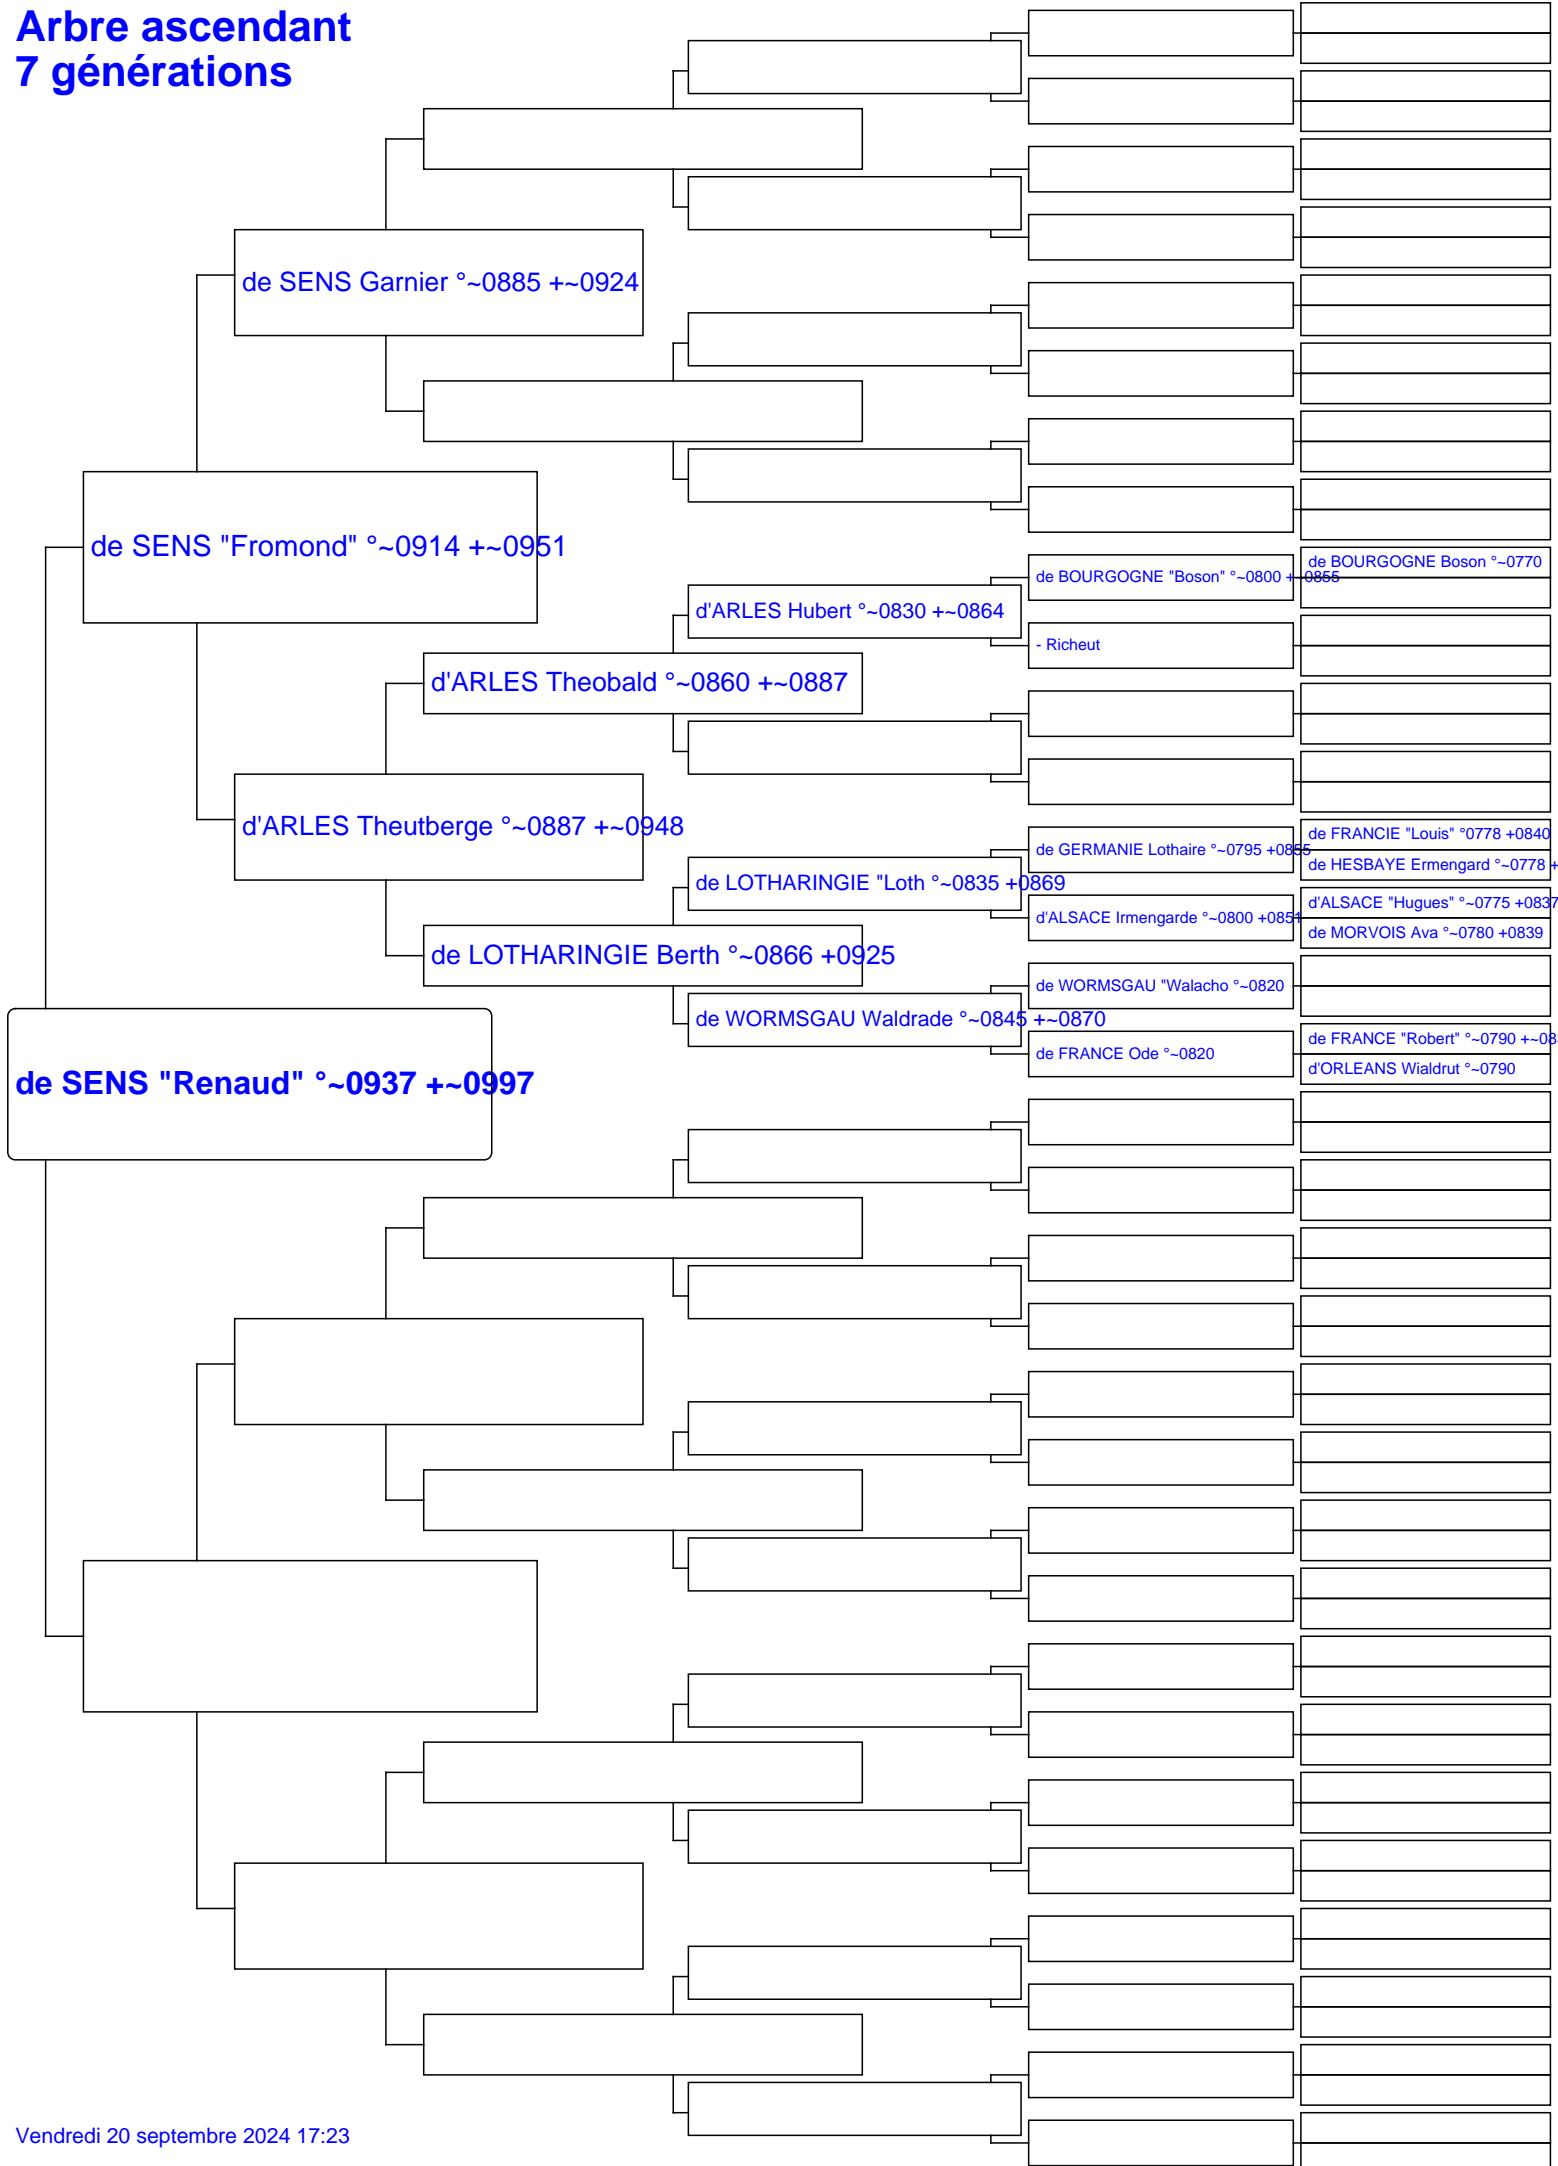 Arbre ascendant
7 générations
de SENS Garnier °~0885 +~0924
de SENS "Fromond" °~0914 +~0951
de BOURGOGNE Boson °~0770
de BOURGOGNE "Boson" °~0800 +~0855
d'ARLES Hubert °~0830 +~0864
- Richeut
d'ARLES Theobald °~0860 +~0887
d'ARLES Theutberge °~0887 +~0948
de FRANCIE "Louis" °0778 +0840
de GERMANIE Lothaire °~0795 +0855
de HESBAYE Ermengard °~0778 +
de LOTHARINGIE "Loth °~0835 +0869
d'ALSACE "Hugues" °~0775 +0837
d'ALSACE Irmengarde °~0800 +0851
de MORVOIS Ava °~0780 +0839
de LOTHARINGIE Berth °~0866 +0925
de WORMSGAU "Walacho °~0820
de WORMSGAU Waldrade °~0845 +~0870
de FRANCE "Robert" °~0790 +~08
de FRANCE Ode °~0820
d'ORLEANS Wialdrut °~0790
de SENS "Renaud" °~0937 +~0997
Vendredi 20 septembre 2024 17:23